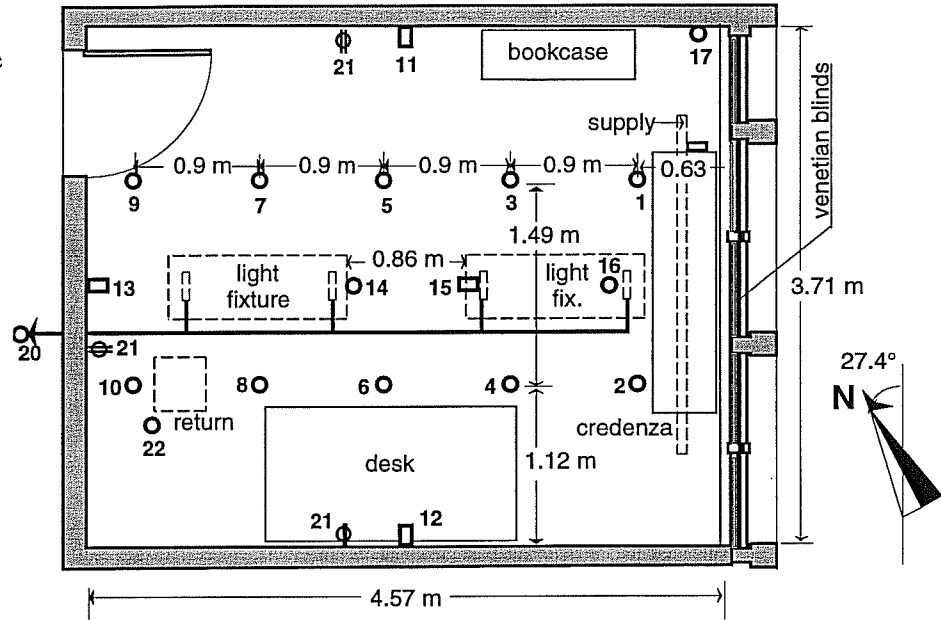 c
21
11
bookcase
17
supply
venetian blinds
0.9 m
0.9 m
0.9 m
0.9 m
0.63
9
7
5
3
1
1.49 m
0.86 m
light
fixture
light
fix.
16
13
14
15
3.71 m
20
21
27.4°
N
10
8
6
4
2
return
22
credenza
desk
1.12 m
21
12
4.57 m